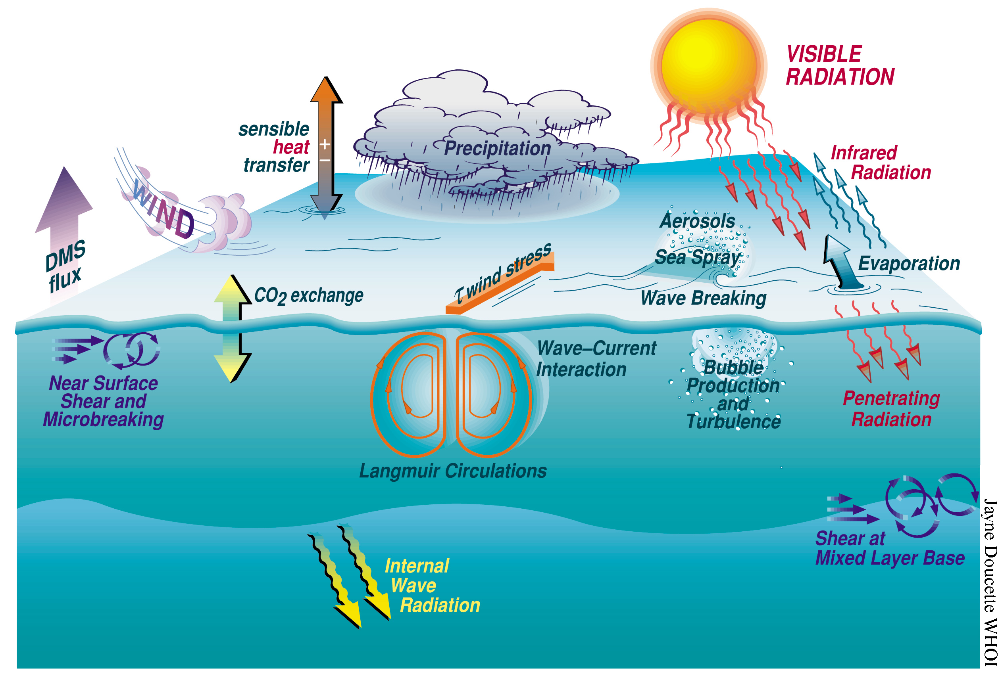 VISIBLE
RADIATION
sensible
heat
transfer
Precipitation
Infrared
Radiation
WIND
DMS
flux
Aerosols
Sea Spray
Wave Breaking
Evaporation
τ wind stress
CO2 exchange
Near Surface
Shear and
Microbreaking
Wave–Current
Interaction
Langmuir Circulations
Bubble
Production
and
Turbulence
Penetrating
Radiation
Internal
Wave
Radiation
Shear at
Mixed Layer Base
Jayne Doucette WHOI
+
−